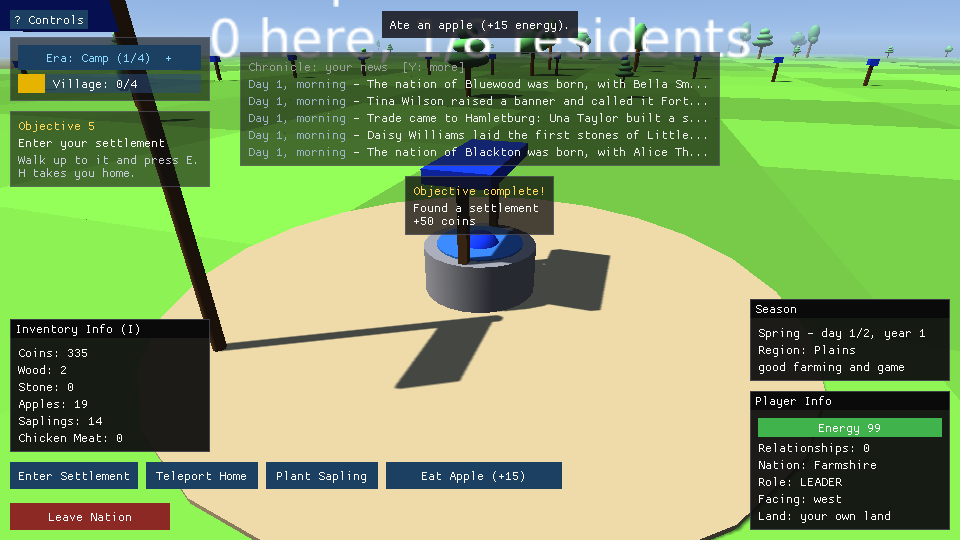 ? Controls
Ate an apple (+15 energy).
0 here, 1/8 residents
Era: Camp (1/4) +
Village: 0/4
Chronicle: your news [Y: more]
Day 1, morning – The nation of Bluewood was born, with Bella Sm...
Day 1, morning – Tina Wilson raised a banner and called it Fort...
Day 1, morning – Trade came to Hamletburg: Una Taylor built a s...
Day 1, morning – Daisy Williams laid the first stones of Little...
Day 1, morning – The nation of Blackton was born, with Alice Th...
Objective 5
Enter your settlement
Walk up to it and press E.
H takes you home.
Objective complete!
Found a settlement
+50 coins
Inventory Info (I)
Coins: 335
Wood: 2
Stone: 0
Apples: 19
Saplings: 14
Chicken Meat: 0
Season
Spring – day 1/2, year 1
Region: Plains
good farming and game
Player Info
Energy 99
Relationships: 0
Nation: Farmshire
Role: LEADER
Facing: west
Land: your own land
Enter Settlement
Teleport Home
Plant Sapling
Eat Apple (+15)
Leave Nation